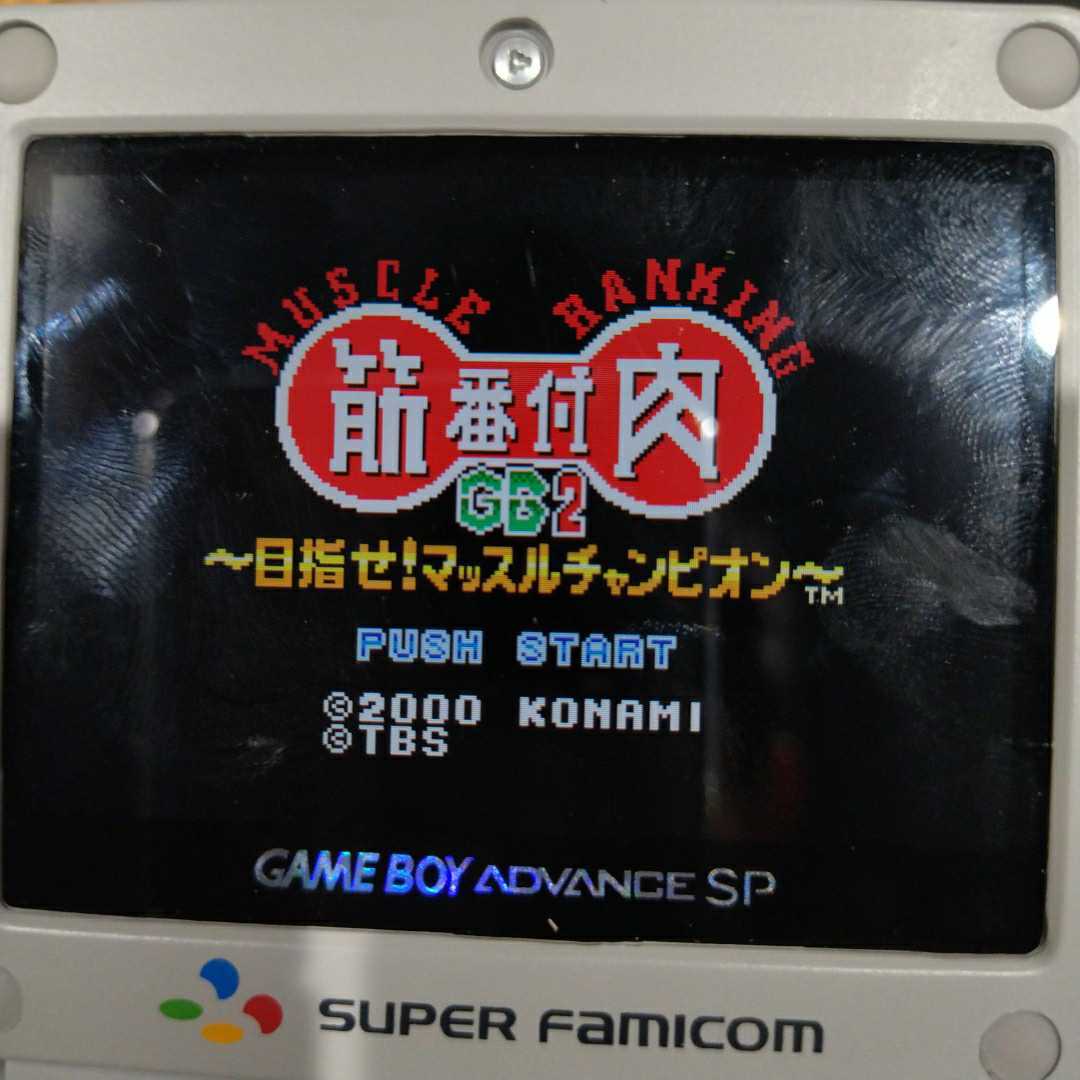 MUSCLE RANKING
筋肉番付
GB2
〜目指せ!マッスルチャンピオン〜TM
PUSH START
©2000 KONAMI
©TBS
GAME BOY ADVANCE SP
SUPER FAMICOM